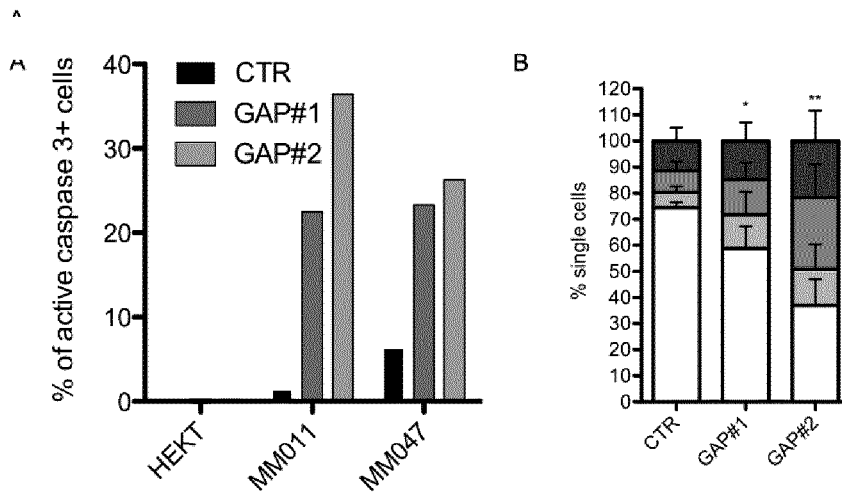 A
% of active caspase 3+ cells
40
30
20
10
0
CTR
GAP#1
GAP#2
HEKT
MM011
MM047
B
% single cells
120
110
100
90
80
70
60
50
40
30
20
10
0
*
**
CTR
GAP#1
GAP#2